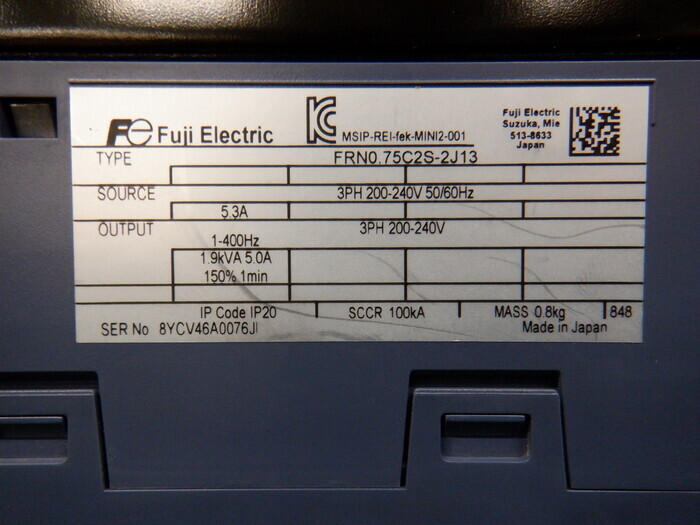 Fe Fuji Electric
MSIP-REI-fek-MINI2-001
Fuji Electric
Suzuka, Mie
513-8633
Japan
TYPE FRN0.75C2S-2J13
SOURCE 3PH 200-240V 50/60Hz
5.3A
OUTPUT 3PH 200-240V
1-400Hz
1.9kVA 5.0A
150% 1min
IP Code IP20 SCCR 100kA MASS 0.8kg 848
SER No 8YCV46A0076JI Made in Japan